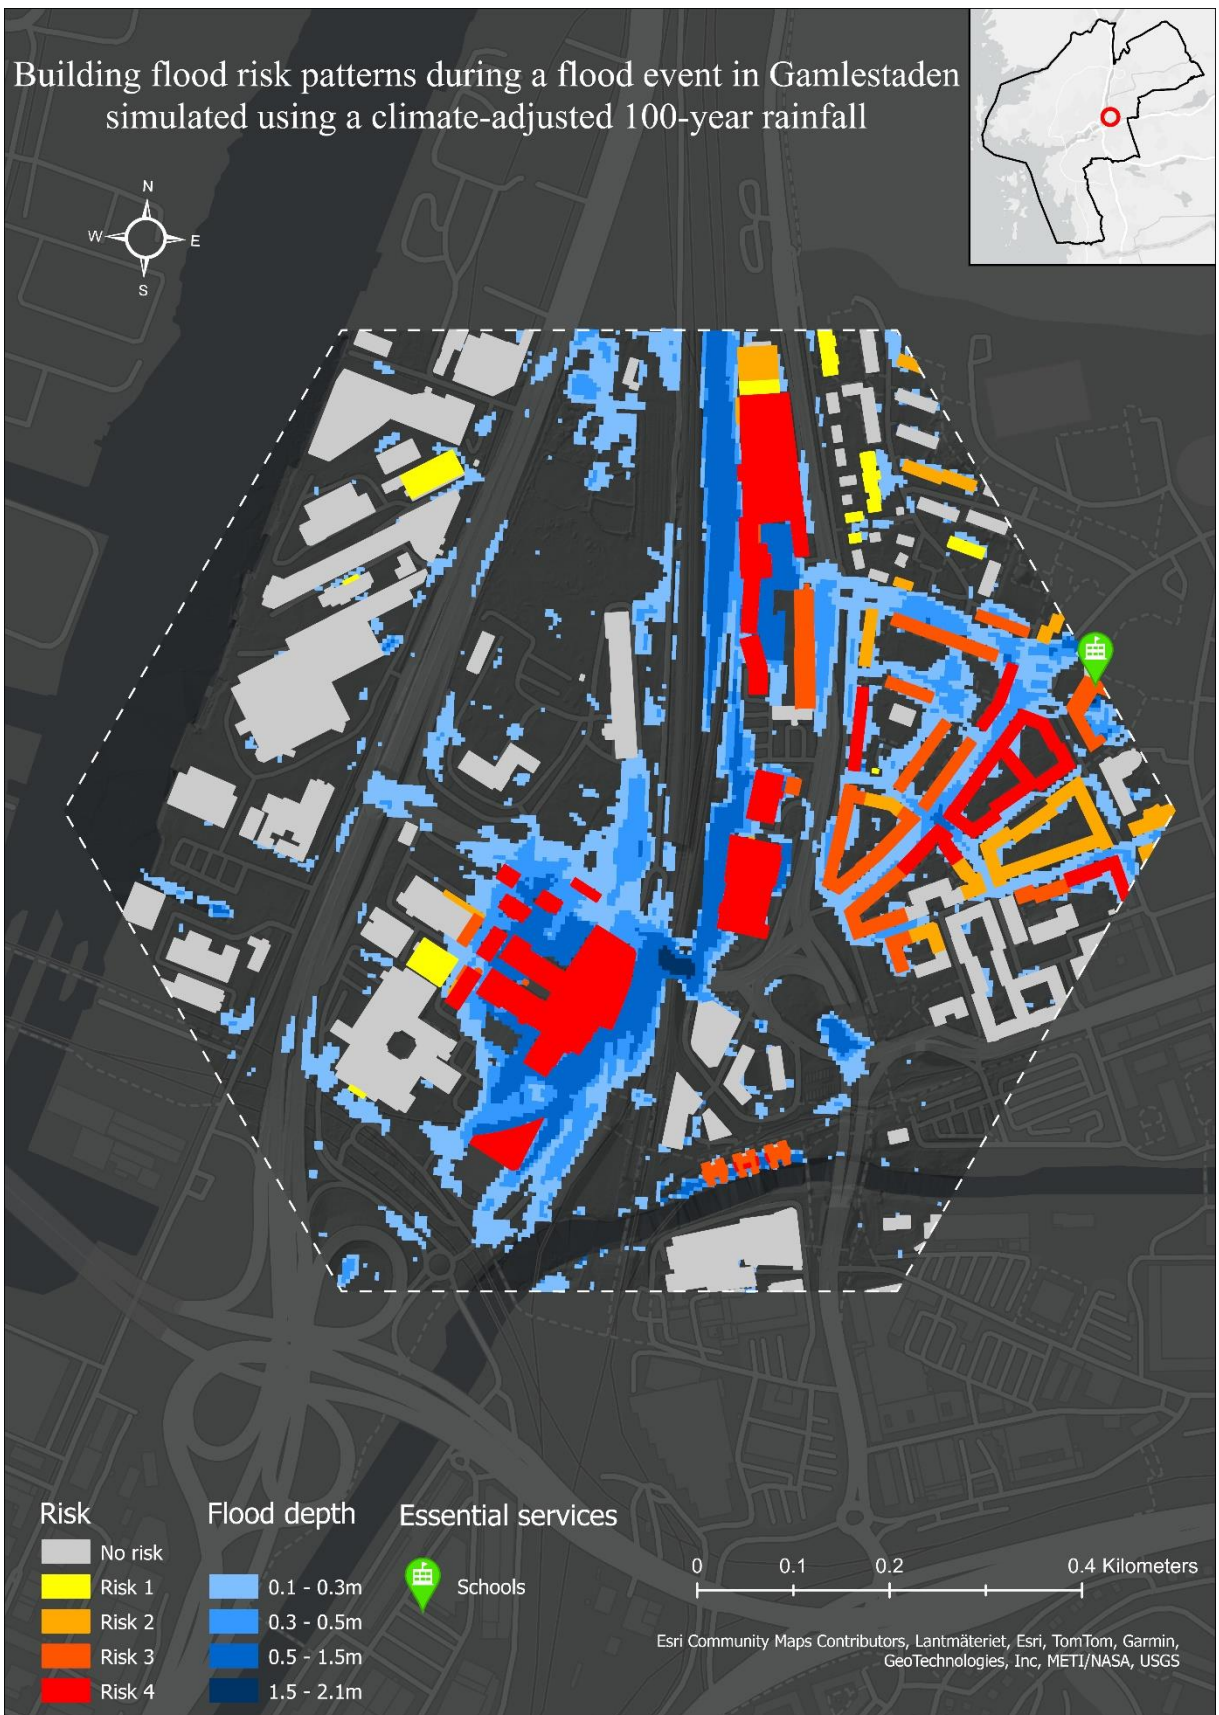 Building flood risk patterns during a flood event in Gamlestaden
simulated using a climate-adjusted 100-year rainfall
N
W E
S
Risk
No risk
Risk 1
Risk 2
Risk 3
Risk 4
Flood depth
0.1 - 0.3m
0.3 - 0.5m
0.5 - 1.5m
1.5 - 2.1m
Essential services
Schools
0 0.1 0.2 0.4 Kilometers
Esri Community Maps Contributors, Lantmäteriet, Esri, TomTom, Garmin,
GeoTechnologies, Inc, METI/NASA, USGS